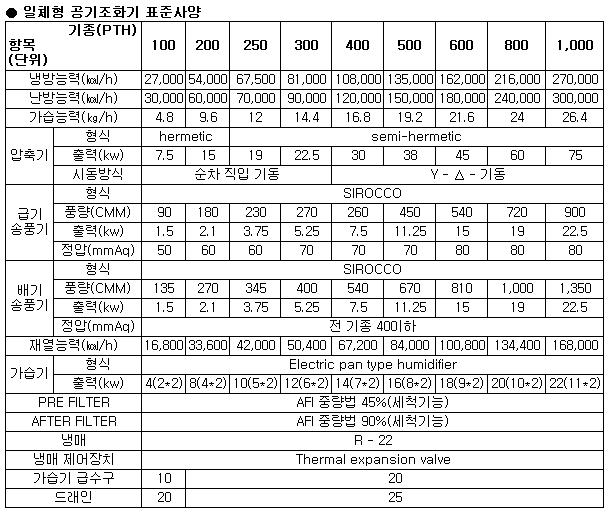 ● 일체형 공기조화기 표준사양
기종(PTH) 100 200 250 300 400 500 600 800 1,000
항목
(단위)
냉방능력(㎉/h) 27,000 54,000 67,500 81,000 108,000 135,000 162,000 216,000 270,000
난방능력(㎉/h) 30,000 60,000 70,000 90,000 120,000 150,000 180,000 240,000 300,000
가습능력(㎏/h) 4.8 9.6 12 14.4 16.8 19.2 21.6 24 26.4
압축기 형식 hermetic semi-hermetic
출력(kw) 7.5 15 19 22.5 30 38 45 60 75
시동방식 순차 직입 기동 Y - △ - 기동
급기
송풍기 형식 SIROCCO
풍량(CMM) 90 180 230 270 260 450 540 720 900
출력(kw) 1.5 2.1 3.75 5.25 7.5 11.25 15 19 22.5
정압(mmAq) 50 60 60 70 70 70 80 80 80
배기
송풍기 형식 SIROCCO
풍량(CMM) 135 270 345 400 540 670 810 1,000 1,350
출력(kw) 1.5 2.1 3.75 5.25 7.5 11.25 15 19 22.5
정압(mmAq) 전 기종 40이하
재열능력(㎉/h) 16,800 33,600 42,000 50,400 67,200 84,000 100,800 134,400 168,000
가습기 형식 Electric pan type humidifier
출력(kw) 4(2*2) 8(4*2) 10(5*2) 12(6*2) 14(7*2) 16(8*2) 18(9*2) 20(10*2) 22(11*2)
PRE FILTER AFI 중량법 45%(세척기능)
AFTER FILTER AFI 중량법 90%(세척기능)
냉매 R - 22
냉매 제어장치 Thermal expansion valve
가습기 급수구 10 20
드래인 20 25